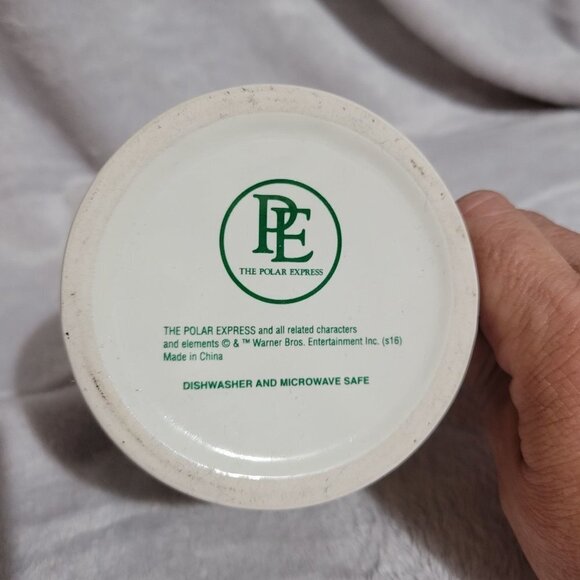 PE
THE POLAR EXPRESS
THE POLAR EXPRESS and all related characters
and elements © & ™ Warner Bros. Entertainment Inc. (s16)
Made in China
DISHWASHER AND MICROWAVE SAFE